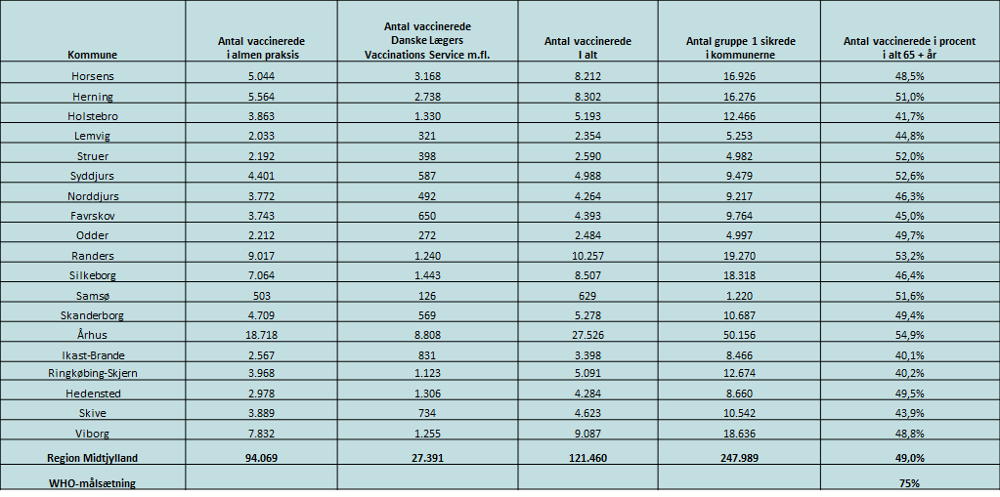 Kommune Antal vaccinerede i almen praksis Antal vaccinerede Danske Lægers Vaccinations Service m.fl. Antal vaccinerede I alt Antal gruppe 1 sikrede i kommunerne Antal vaccinerede i procent i alt 65 + år
Horsens 5.044 3.168 8.212 16.926 48,5%
Herning 5.564 2.738 8.302 16.276 51,0%
Holstebro 3.863 1.330 5.193 12.466 41,7%
Lemvig 2.033 321 2.354 5.253 44,8%
Struer 2.192 398 2.590 4.982 52,0%
Syddjurs 4.401 587 4.988 9.479 52,6%
Norddjurs 3.772 492 4.264 9.217 46,3%
Favrskov 3.743 650 4.393 9.764 45,0%
Odder 2.212 272 2.484 4.997 49,7%
Randers 9.017 1.240 10.257 19.270 53,2%
Silkeborg 7.064 1.443 8.507 18.318 46,4%
Samsø 503 126 629 1.220 51,6%
Skanderborg 4.709 569 5.278 10.687 49,4%
Århus 18.718 8.808 27.526 50.156 54,9%
Ikast-Brande 2.567 831 3.398 8.466 40,1%
Ringkøbing-Skjern 3.968 1.123 5.091 12.674 40,2%
Hedensted 2.978 1.306 4.284 8.660 49,5%
Skive 3.889 734 4.623 10.542 43,9%
Viborg 7.832 1.255 9.087 18.636 48,8%
Region Midtjylland 94.069 27.391 121.460 247.989 49,0%
WHO-målsætning 75%